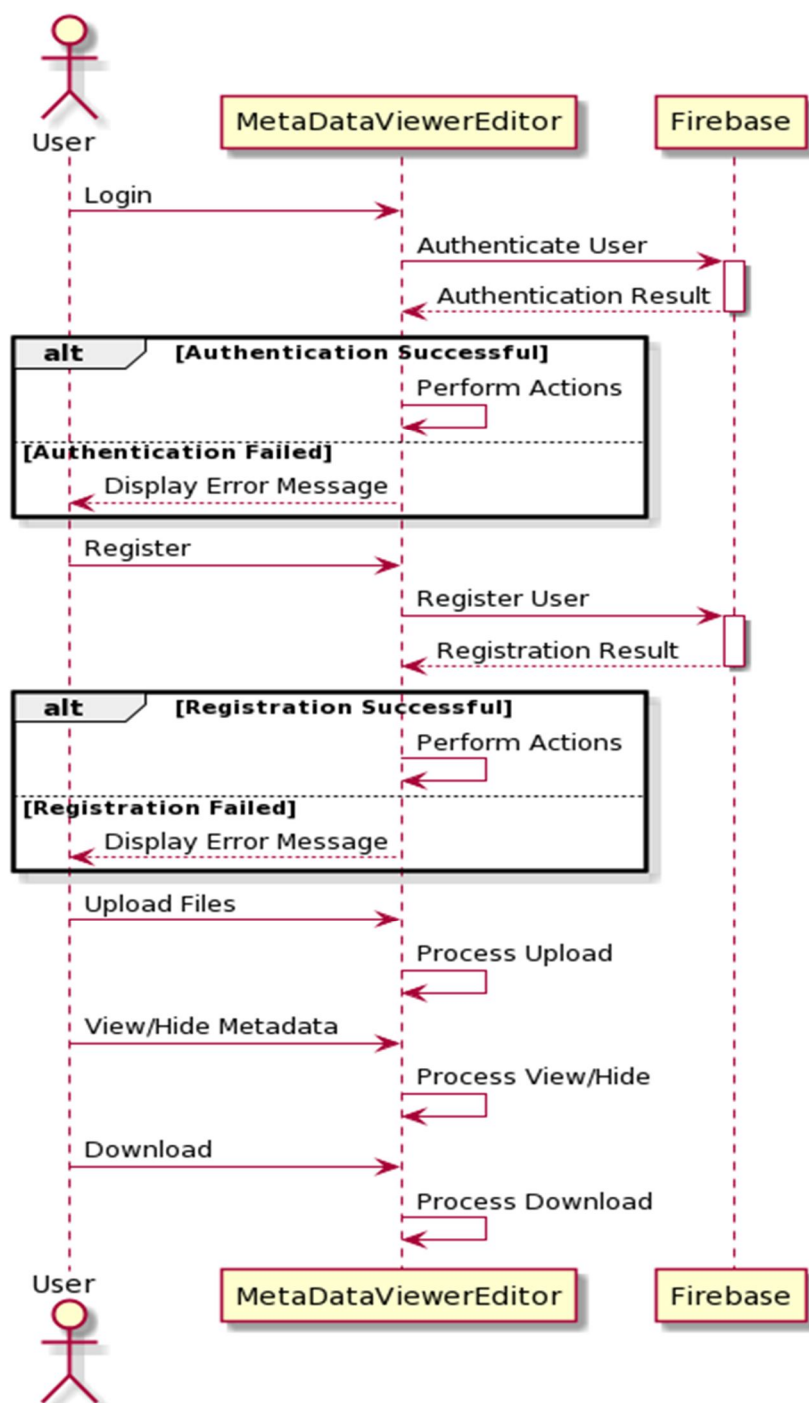 User
MetaDataViewerEditor
Firebase
Login
Authenticate User
Authentication Result
alt
[Authentication Successful]
Perform Actions
[Authentication Failed]
Display Error Message
Register
Register User
Registration Result
alt
[Registration Successful]
Perform Actions
[Registration Failed]
Display Error Message
Upload Files
Process Upload
View/Hide Metadata
Process View/Hide
Download
Process Download
User
MetaDataViewerEditor
Firebase